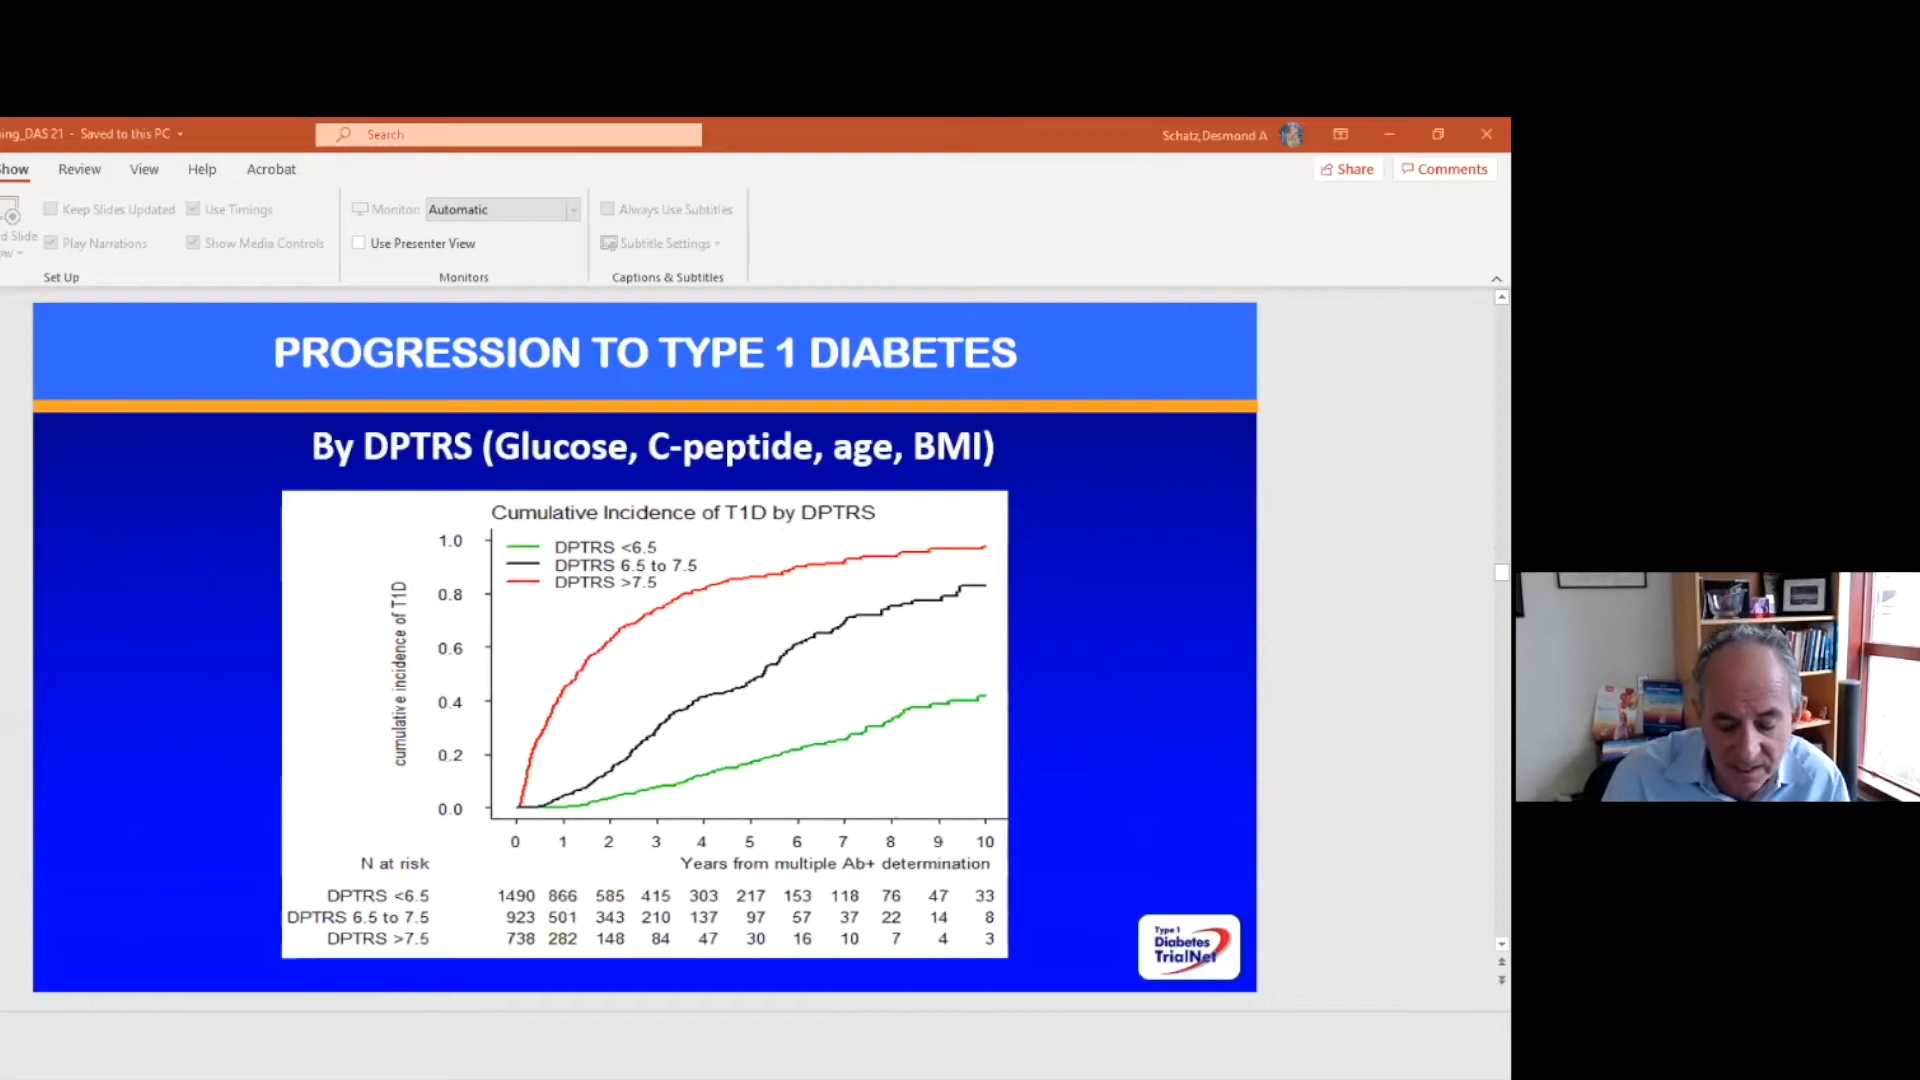 ing_DAS 21 - Saved to this PC
Search
Schatz,Desmond A
Show
Review
View
Help
Acrobat
Share
Comments
Keep Slides Updated
Use Timings
Monitor:
Automatic
Always Use Subtitles
d Slide
ow
Play Narrations
Show Media Controls
Use Presenter View
Subtitle Settings
Set Up
Monitors
Captions & Subtitles
PROGRESSION TO TYPE 1 DIABETES
By DPTRS (Glucose, C-peptide, age, BMI)
Cumulative Incidence of T1D by DPTRS
DPTRS <6.5
DPTRS 6.5 to 7.5
DPTRS >7.5
cumulative incidence of T1D
1.0
0.8
0.6
0.4
0.2
0.0
0 1 2 3 4 5 6 7 8 9 10
N at risk
Years from multiple Ab+ determination
DPTRS <6.5 1490 866 585 415 303 217 153 118 76 47 33
DPTRS 6.5 to 7.5 923 501 343 210 137 97 57 37 22 14 8
DPTRS >7.5 738 282 148 84 47 30 16 10 7 4 3
Type 1
Diabetes
TrialNet